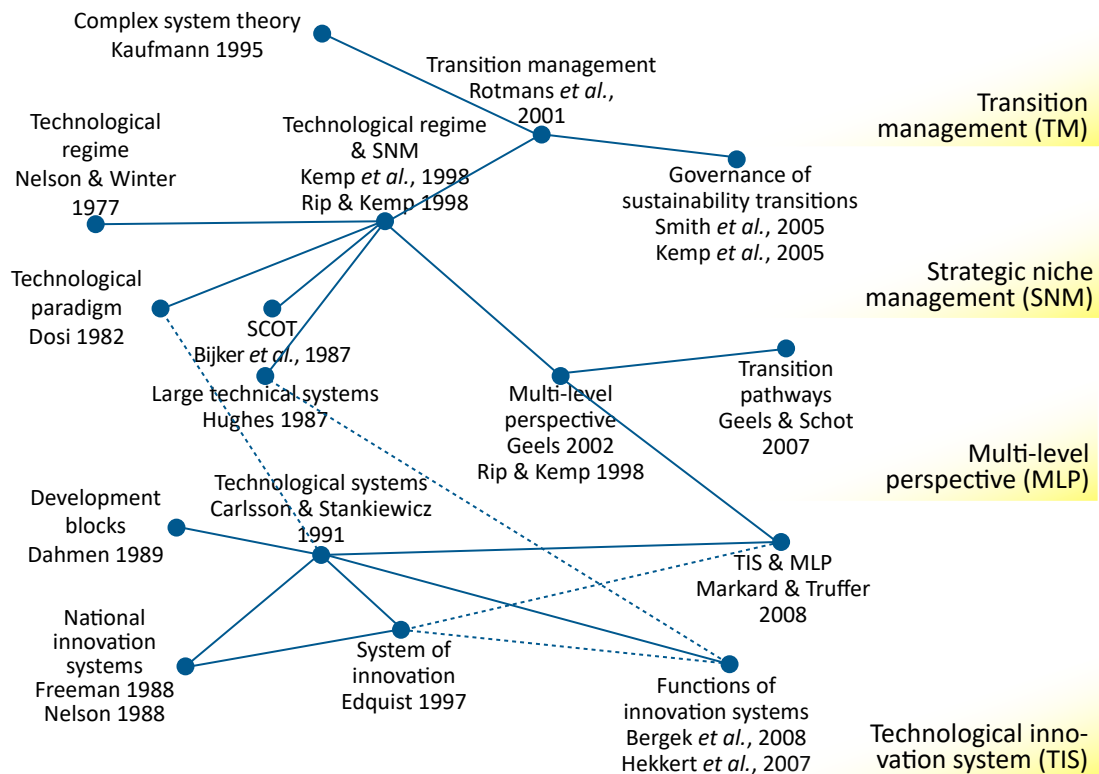 Complex system theory
Kaufmann 1995
Transition management
Rotmans et al.,
2001
Transition
management (TM)
Technological
regime
Nelson & Winter
1977
Technological regime
& SNM
Kemp et al., 1998
Rip & Kemp 1998
Governance of
sustainability transitions
Smith et al., 2005
Kemp et al., 2005
Strategic niche
management (SNM)
Technological
paradigm
Dosi 1982
SCOT
Bijker et al., 1987
Large technical systems
Hughes 1987
Multi-level
perspective
Geels 2002
Rip & Kemp 1998
Transition
pathways
Geels & Schot
2007
Multi-level
perspective (MLP)
Development
blocks
Dahmen 1989
Technological systems
Carlsson & Stankiewicz
1991
TIS & MLP
Markard & Truffer
2008
National
innovation
systems
Freeman 1988
Nelson 1988
System of
innovation
Edquist 1997
Functions of
innovation systems
Bergek et al., 2008
Hekkert et al., 2007
Technological inno-
vation system (TIS)